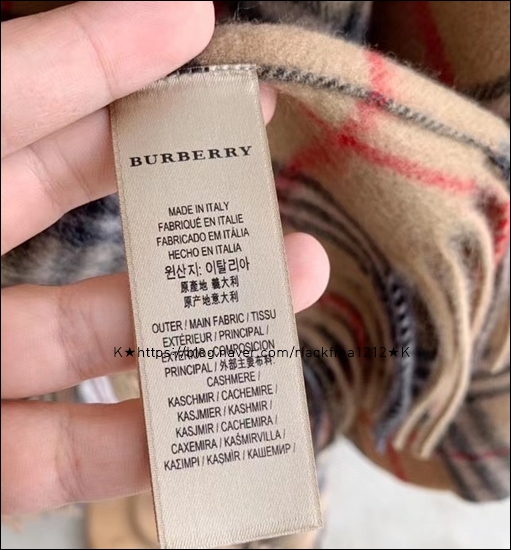 BURBERRY
MADE IN ITALY
FABRIQUÉ EN ITALIE
FABRICADO EM ITÁLIA
HECHO EN ITALIA
원산지: 이탈리아
原產地 義大利
原产地意大利
OUTER / MAIN FABRIC / TISSU
EXTÉRIEUR / PRINCIPAL /
PRINCIPAL / 外部主要布料:
CASHMERE /
KASCHMIR / CACHEMIRE /
KASJMIER / KASHMIR /
KASJMIR / CACHEMIRA /
CAXEMIRA / KAŠMIRVILLA /
ΚΑΣΙΜΙΡΙ / KAŞMİR / КАШЕМИР /